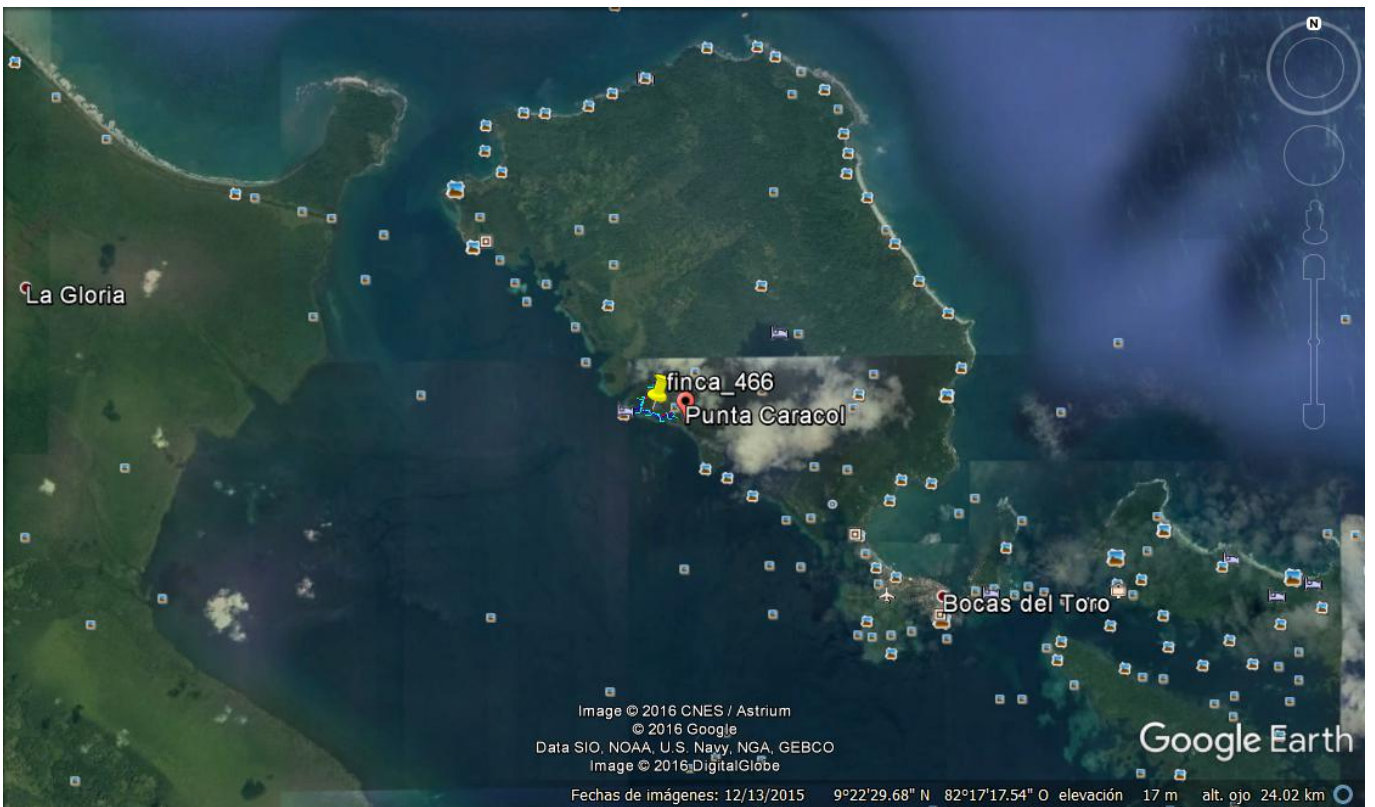 N
La Gloria
finca_466
Punta Caracol
Bocas del Toro
Image © 2016 CNES / Astrium
© 2016 Google
Data SIO, NOAA, U.S. Navy, NGA, GEBCO
Image © 2016 DigitalGlobe
Google Earth
Fechas de imágenes: 12/13/2015 9°22'29.68" N 82°17'17.54" O elevación 17 m alt. ojo 24.02 km